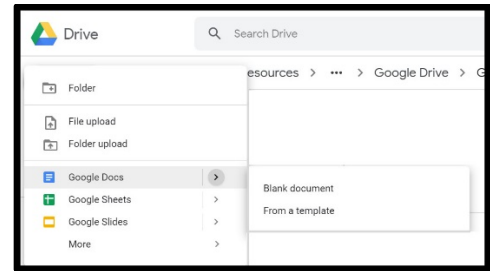 Drive
Search Drive
esources > ••• > Google Drive > G
Folder
File upload
Folder upload
Google Docs >
Blank document
From a template
Google Sheets >
Google Slides >
More >